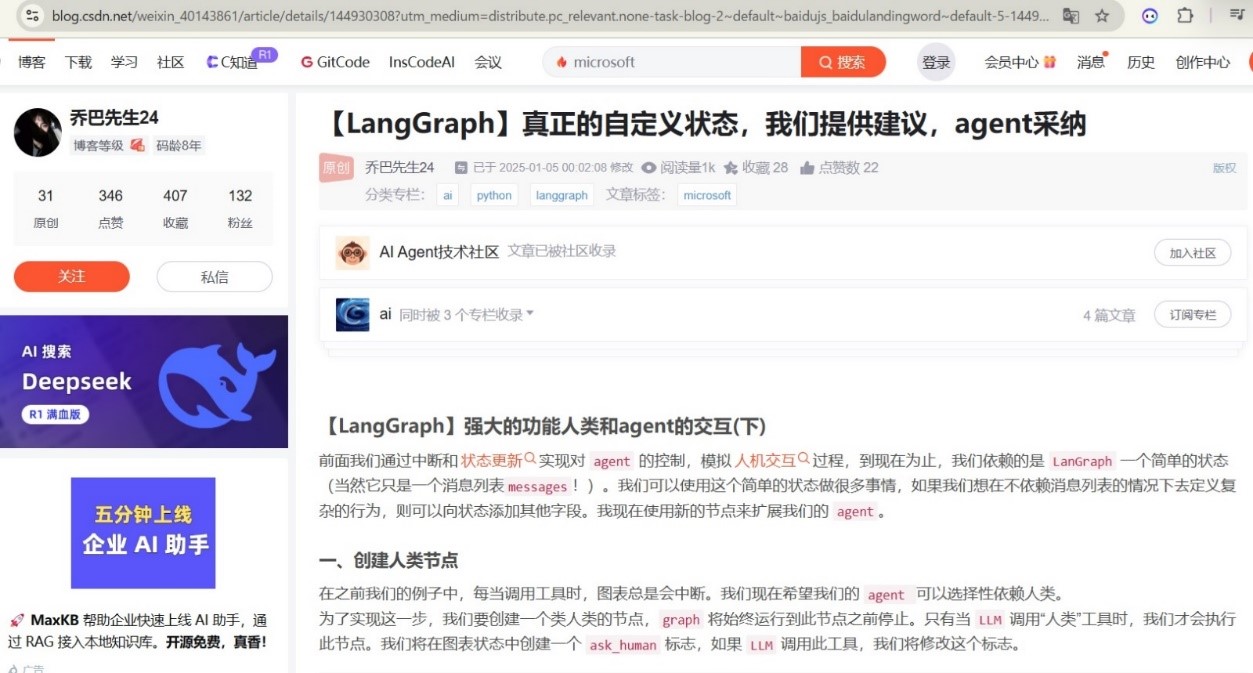 blog.csdn.net/weixin_40143861/article/details/144930308?utm_medium=distribute.pc_relevant.none-task-blog-2~default~baidujs_baidulandingword~default-5-1449...
博客 下载 学习 社区 C知道 R1 GitCode InsCodeAI 会议 microsoft 搜索 登录 会员中心 消息 历史 创作中心
乔巴先生24
博客等级 码龄8年
31 346 407 132
原创 点赞 收藏 粉丝
关注 私信
AI 搜索
Deepseek
R1 满血版
五分钟上线
企业 AI 助手
MaxKB 帮助企业快速上线 AI 助手，通
过 RAG 接入本地知识库。开源免费，真香！
广告
【LangGraph】真正的自定义状态，我们提供建议，agent采纳
原创 乔巴先生24 已于 2025-01-05 00:02:08 修改 阅读量1k 收藏 28 点赞数 22 版权
分类专栏： ai python langgraph 文章标签： microsoft
AI Agent技术社区 文章已被社区收录 加入社区
ai 同时被 3 个专栏收录 4 篇文章 订阅专栏
【LangGraph】强大的功能人类和agent的交互(下)
前面我们通过中断和状态更新实现对 agent 的控制，模拟人机交互过程，到现在为止，我们依赖的是 LanGraph 一个简单的状态
（当然它只是一个消息列表 messages！）。我们可以使用这个简单的状态做很多事情，如果我们想在不依赖消息列表的情况下去定义复
杂的行为，则可以向状态添加其他字段。我现在使用新的节点来扩展我们的 agent。
一、创建人类节点
在之前我们的例子中，每当调用工具时，图表总是会中断。我们现在希望我们的 agent 可以选择性依赖人类。
为了实现这一步，我们要创建一个类人类的节点，graph 将始终运行到此节点之前停止。只有当 LLM 调用“人类”工具时，我们才会执行
此节点。我们将在图表状态中创建一个 ask_human 标志，如果 LLM 调用此工具，我们将修改这个标志。